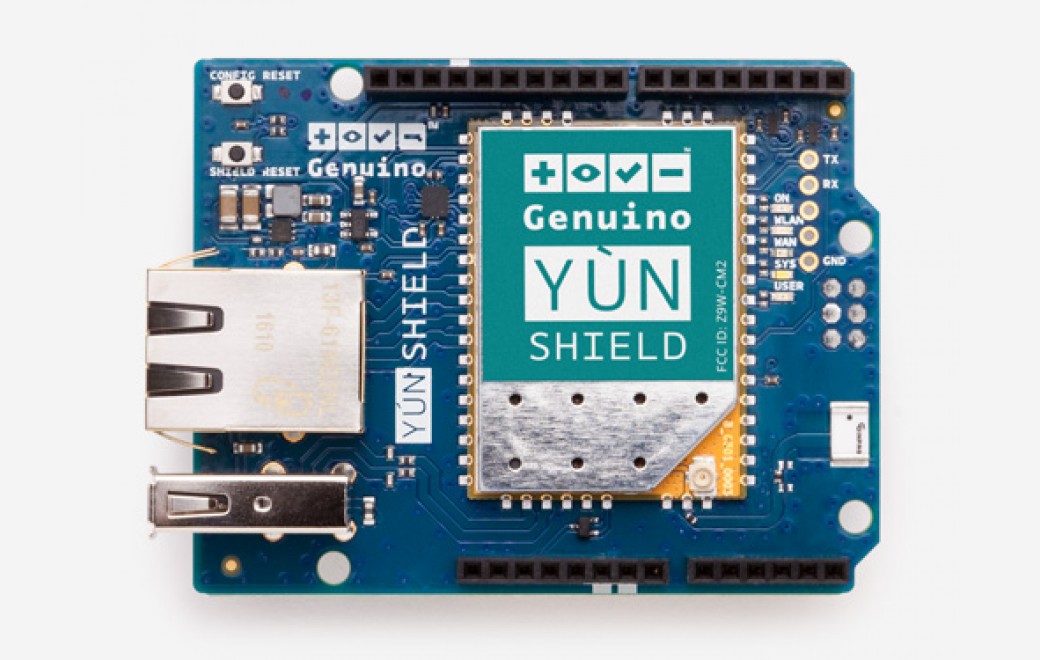 CONFIG RESET
Genuino
SHIELD RESET
YÙN SHIELD
Genuino
YÙN
SHIELD
FCC ID: Z9W-CM2
TX
RX
ON
WLAN
WAN
SYS
USER
GND
1610